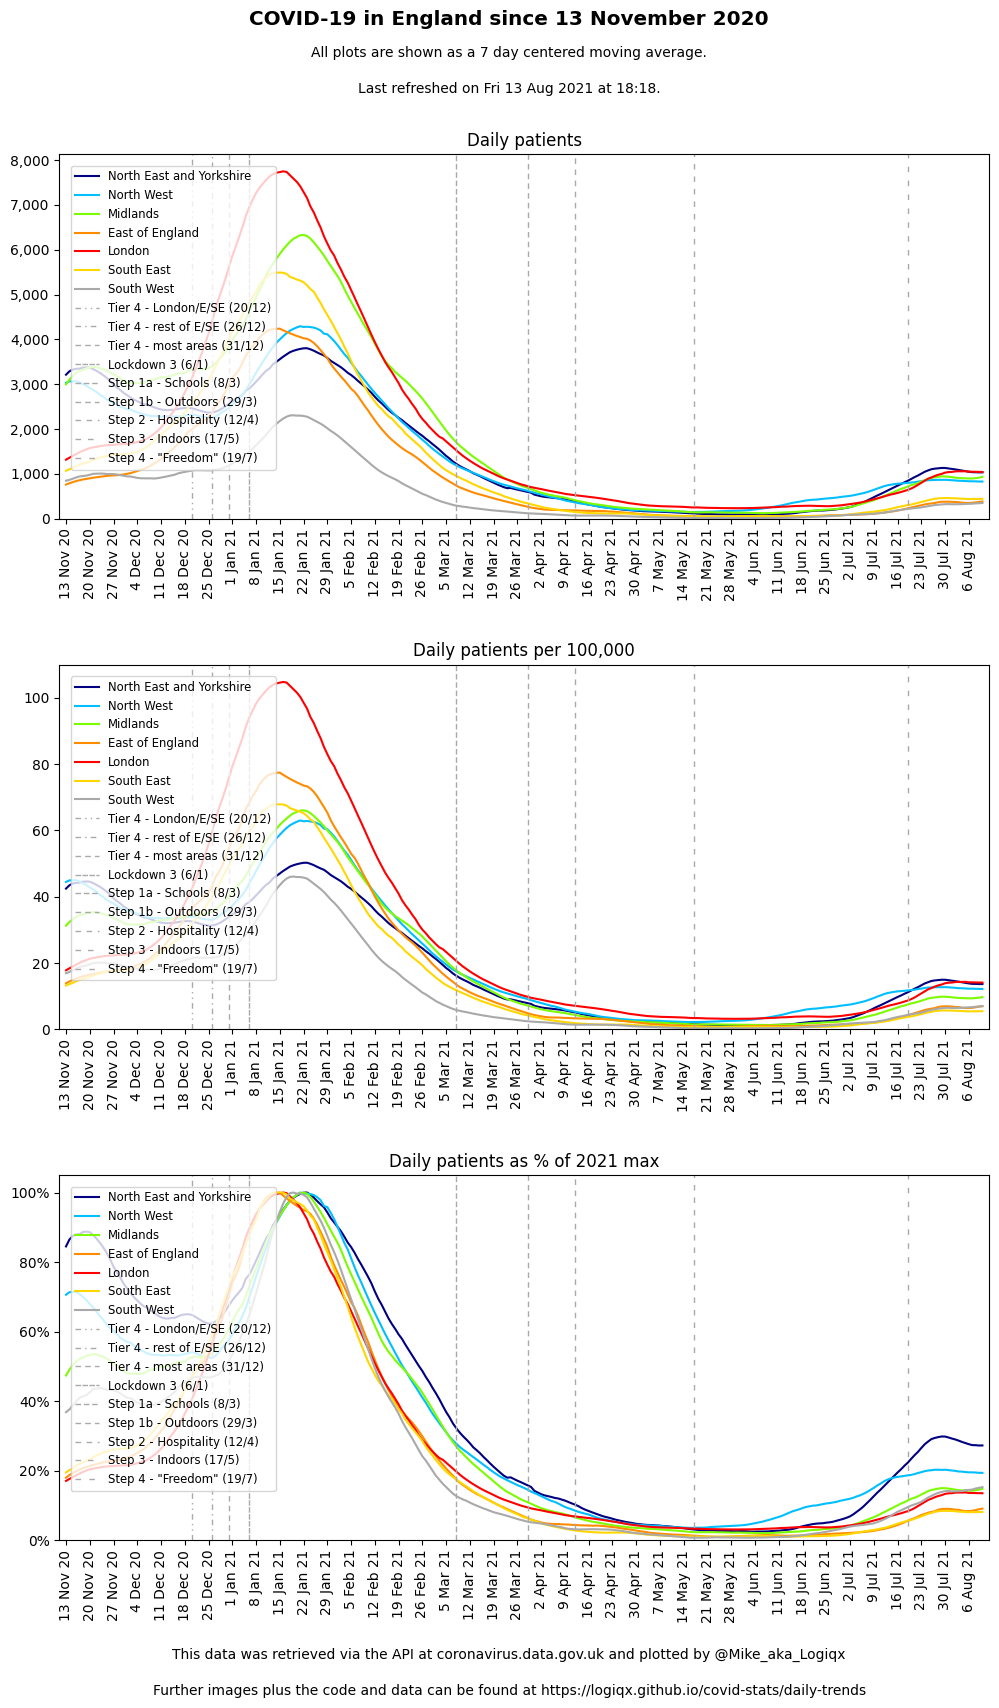 COVID-19 in England since 13 November 2020
All plots are shown as a 7 day centered moving average.
Last refreshed on Fri 13 Aug 2021 at 18:18.
Daily patients
8,000
7,000
6,000
5,000
4,000
3,000
2,000
1,000
0
North East and Yorkshire
North West
Midlands
East of England
London
South East
South West
Tier 4 - London/E/SE (20/12)
Tier 4 - rest of E/SE (26/12)
Tier 4 - most areas (31/12)
Lockdown 3 (6/1)
Step 1a - Schools (8/3)
Step 1b - Outdoors (29/3)
Step 2 - Hospitality (12/4)
Step 3 - Indoors (17/5)
Step 4 - "Freedom" (19/7)
13 Nov 20
20 Nov 20
27 Nov 20
4 Dec 20
11 Dec 20
18 Dec 20
25 Dec 20
1 Jan 21
8 Jan 21
15 Jan 21
22 Jan 21
29 Jan 21
5 Feb 21
12 Feb 21
19 Feb 21
26 Feb 21
5 Mar 21
12 Mar 21
19 Mar 21
26 Mar 21
2 Apr 21
9 Apr 21
16 Apr 21
23 Apr 21
30 Apr 21
7 May 21
14 May 21
21 May 21
28 May 21
4 Jun 21
11 Jun 21
18 Jun 21
25 Jun 21
2 Jul 21
9 Jul 21
16 Jul 21
23 Jul 21
30 Jul 21
6 Aug 21
Daily patients per 100,000
100
80
60
40
20
0
North East and Yorkshire
North West
Midlands
East of England
London
South East
South West
Tier 4 - London/E/SE (20/12)
Tier 4 - rest of E/SE (26/12)
Tier 4 - most areas (31/12)
Lockdown 3 (6/1)
Step 1a - Schools (8/3)
Step 1b - Outdoors (29/3)
Step 2 - Hospitality (12/4)
Step 3 - Indoors (17/5)
Step 4 - "Freedom" (19/7)
13 Nov 20
20 Nov 20
27 Nov 20
4 Dec 20
11 Dec 20
18 Dec 20
25 Dec 20
1 Jan 21
8 Jan 21
15 Jan 21
22 Jan 21
29 Jan 21
5 Feb 21
12 Feb 21
19 Feb 21
26 Feb 21
5 Mar 21
12 Mar 21
19 Mar 21
26 Mar 21
2 Apr 21
9 Apr 21
16 Apr 21
23 Apr 21
30 Apr 21
7 May 21
14 May 21
21 May 21
28 May 21
4 Jun 21
11 Jun 21
18 Jun 21
25 Jun 21
2 Jul 21
9 Jul 21
16 Jul 21
23 Jul 21
30 Jul 21
6 Aug 21
Daily patients as % of 2021 max
100%
80%
60%
40%
20%
0%
North East and Yorkshire
North West
Midlands
East of England
London
South East
South West
Tier 4 - London/E/SE (20/12)
Tier 4 - rest of E/SE (26/12)
Tier 4 - most areas (31/12)
Lockdown 3 (6/1)
Step 1a - Schools (8/3)
Step 1b - Outdoors (29/3)
Step 2 - Hospitality (12/4)
Step 3 - Indoors (17/5)
Step 4 - "Freedom" (19/7)
13 Nov 20
20 Nov 20
27 Nov 20
4 Dec 20
11 Dec 20
18 Dec 20
25 Dec 20
1 Jan 21
8 Jan 21
15 Jan 21
22 Jan 21
29 Jan 21
5 Feb 21
12 Feb 21
19 Feb 21
26 Feb 21
5 Mar 21
12 Mar 21
19 Mar 21
26 Mar 21
2 Apr 21
9 Apr 21
16 Apr 21
23 Apr 21
30 Apr 21
7 May 21
14 May 21
21 May 21
28 May 21
4 Jun 21
11 Jun 21
18 Jun 21
25 Jun 21
2 Jul 21
9 Jul 21
16 Jul 21
23 Jul 21
30 Jul 21
6 Aug 21
This data was retrieved via the API at coronavirus.data.gov.uk and plotted by @Mike_aka_Logiqx
Further images plus the code and data can be found at https://logiqx.github.io/covid-stats/daily-trends